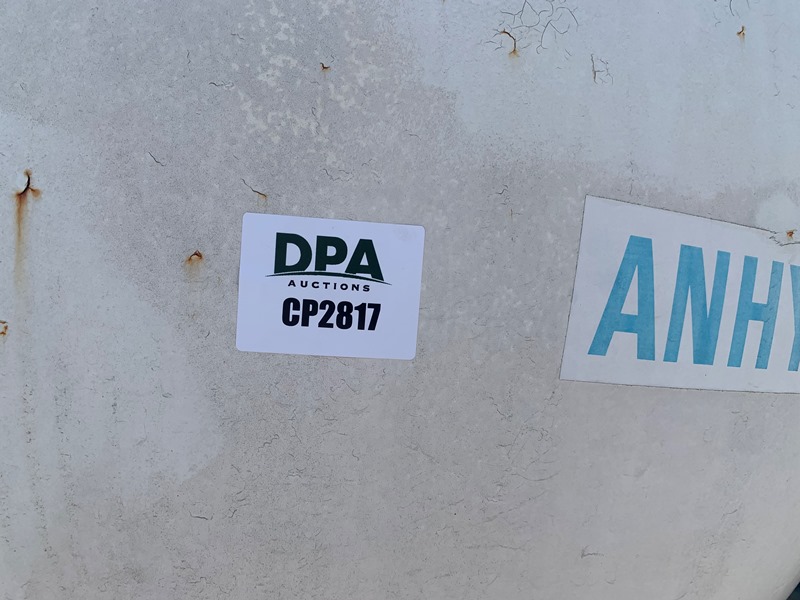 DPA
AUCTIONS
CP2817
ANHY